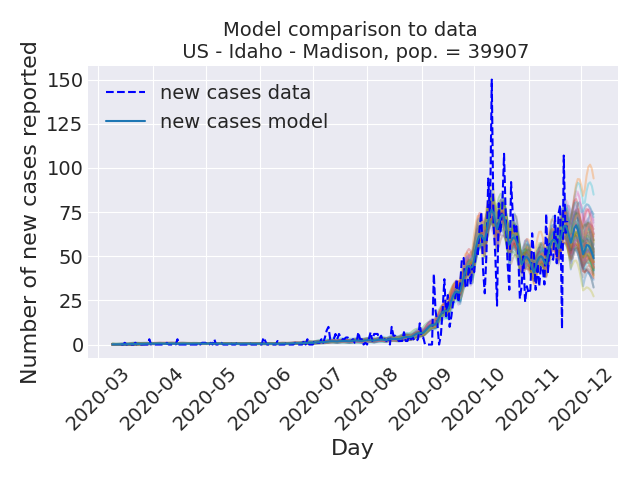 Model comparison to data
US - Idaho - Madison, pop. = 39907
Number of new cases reported
150
125
100
75
50
25
0
new cases data
new cases model
2020-03
2020-04
2020-05
2020-06
2020-07
2020-08
2020-09
2020-10
2020-11
2020-12
Day